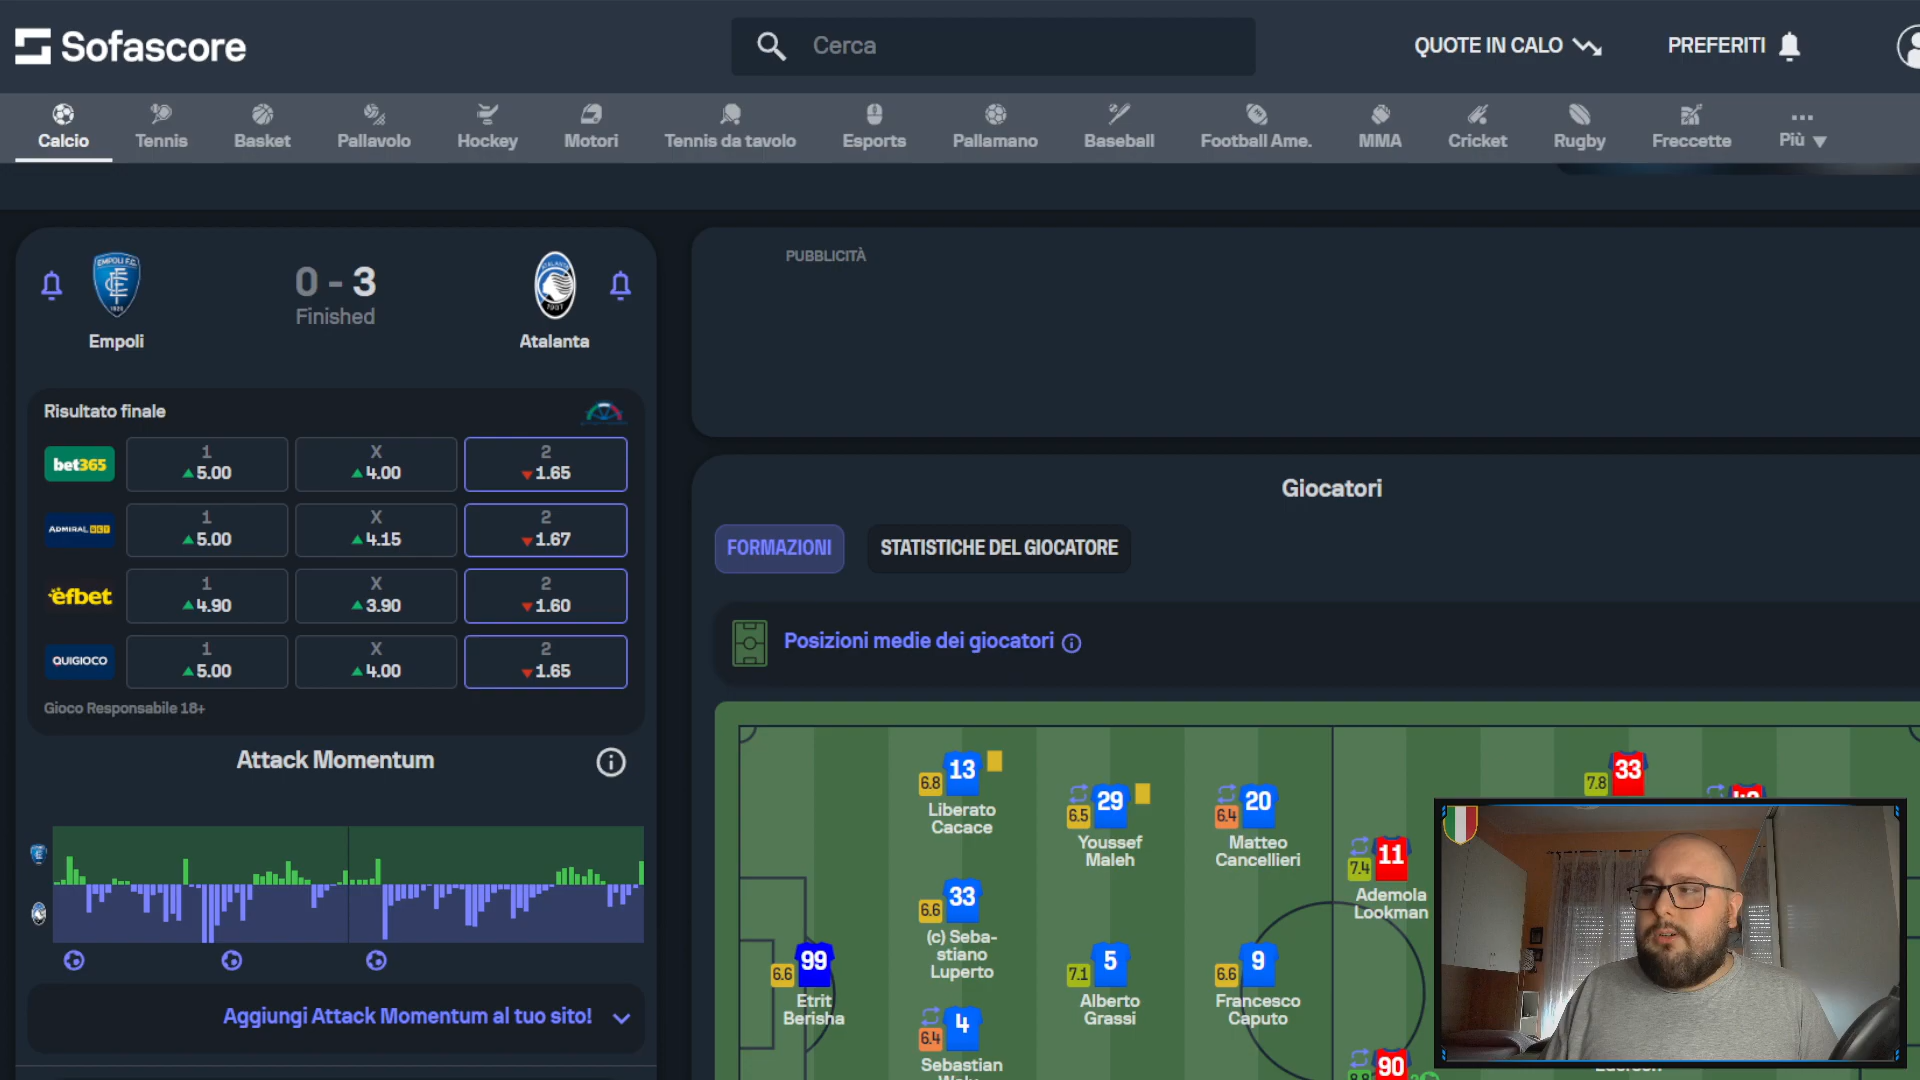 Sofascore
Cerca
QUOTE IN CALO
PREFERITI
Calcio
Tennis
Basket
Pallavolo
Hockey
Motori
Tennis da tavolo
Esports
Pallamano
Baseball
Football Ame.
MMA
Cricket
Rugby
Freccette
Più
0 - 3
Finished
Empoli
Atalanta
PUBBLICITÀ
Risultato finale
bet365
1
5.00
X
4.00
2
1.65
ADMIRAL BET
1
5.00
X
4.15
2
1.67
efbet
1
4.90
X
3.90
2
1.60
QUIGIOCO
1
5.00
X
4.00
2
1.65
Gioco Responsabile 18+
Attack Momentum
Aggiungi Attack Momentum al tuo sito!
Giocatori
FORMAZIONI
STATISTICHE DEL GIOCATORE
Posizioni medie dei giocatori
13
6.8
Liberato
Cacace
29
6.5
Youssef
Maleh
20
6.4
Matteo
Cancellieri
33
7.8
11
7.4
Ademola
Lookman
33
6.6
(c) Seba-
stiano
Luperto
99
6.6
Etrit
Berisha
5
7.1
Alberto
Grassi
9
6.6
Francesco
Caputo
4
6.4
Sebastian
90